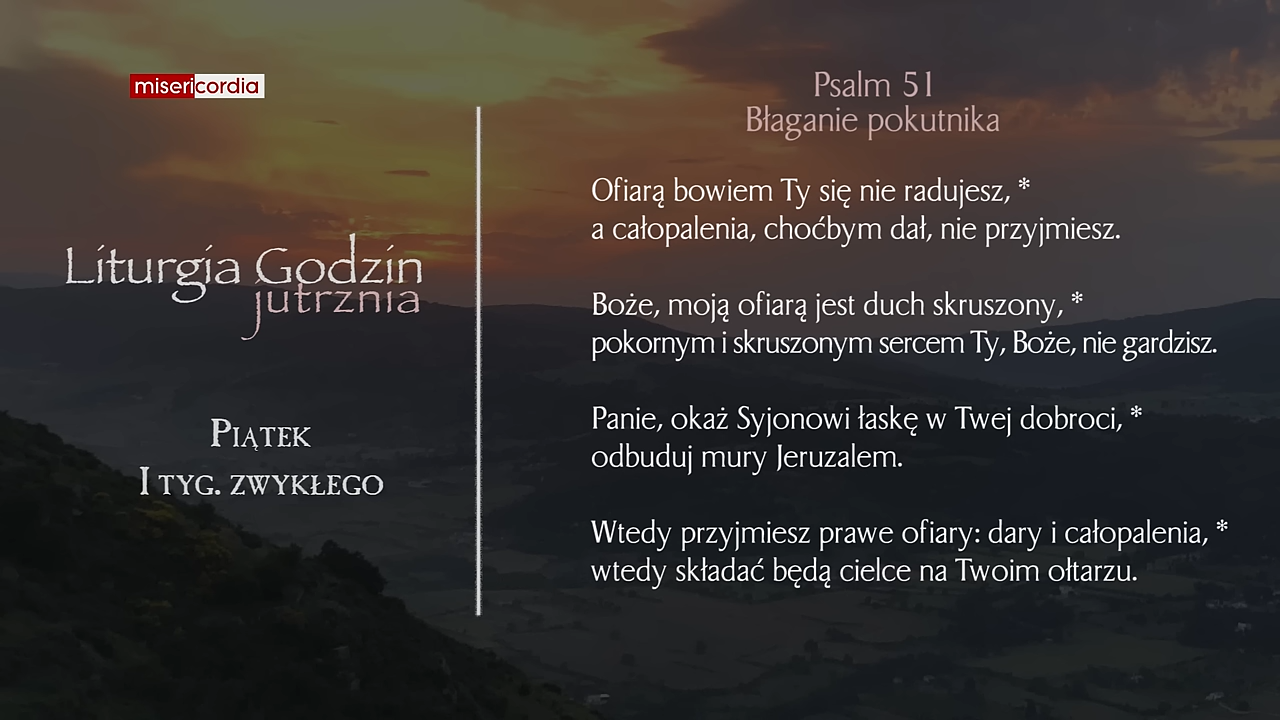 misericordia
Liturgia Godzin
jutrznia
Piątek
I tyg. zwykłego
Psalm 51
Błaganie pokutnika
Ofiarą bowiem Ty się nie radujesz, *
a całopalenia, choćbym dał, nie przyjmiesz.
Boże, moją ofiarą jest duch skruszony, *
pokornym i skruszonym sercem Ty, Boże, nie gardzisz.
Panie, okaż Syjonowi łaskę w Twej dobroci, *
odbuduj mury Jeruzalem.
Wtedy przyjmiesz prawe ofiary: dary i całopalenia, *
wtedy składać będą cielce na Twoim ołtarzu.